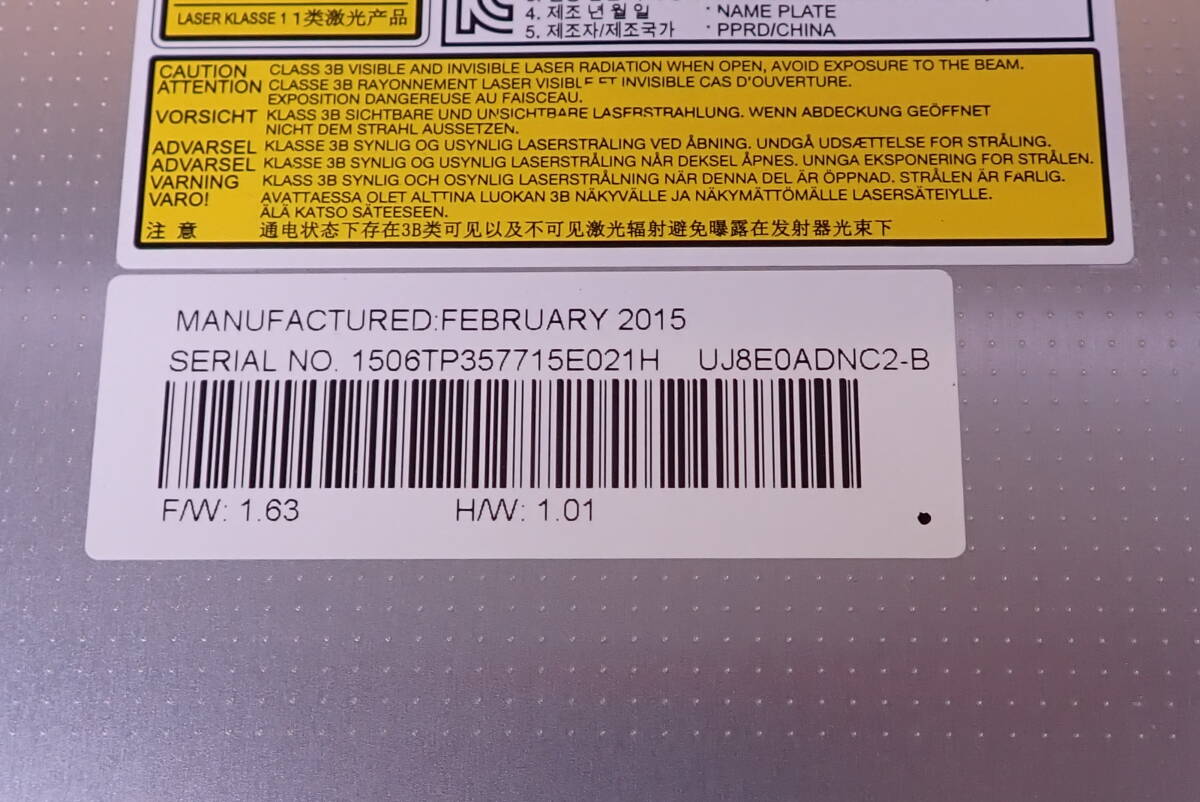 LASER KLASSE 1 1类激光产品
4. 제조 년 월 일 : NAME PLATE
5. 제조자/제조국가 : PPRD/CHINA
CAUTION CLASS 3B VISIBLE AND INVISIBLE LASER RADIATION WHEN OPEN, AVOID EXPOSURE TO THE BEAM.
ATTENTION CLASSE 3B RAYONNEMENT LASER VISIBLE ET INVISIBLE CAS D'OUVERTURE.
EXPOSITION DANGEREUSE AU FAISCEAU.
VORSICHT KLASS 3B SICHTBARE UND UNSICHTBARE LASERSTRAHLUNG. WENN ABDECKUNG GEÖFFNET
NICHT DEM STRAHL AUSSETZEN.
ADVARSEL KLASSE 3B SYNLIG OG USYNLIG LASERSTRÅLING VED ÅBNING. UNDGÅ UDSÆTTELSE FOR STRÅLING.
ADVARSEL KLASSE 3B SYNLIG OG USYNLIG LASERSTRÅLING NÅR DEKSEL ÅPNES. UNNGA EKSPONERING FOR STRÅLEN.
VARNING KLASS 3B SYNLIG OCH OSYNLIG LASERSTRÅLNING NÄR DENNA DEL ÄR ÖPPNAD. STRÅLEN ÄR FARLIG.
VARO! AVATTAESSA OLET ALTTINA LUOKAN 3B NÄKYVÄLLE JA NÄKYMÄTTÖMÄLLE LASERSÄTEIYLLE.
ÄLÄ KATSO SÄTEESEEN.
注 意 通电状态下存在3B类可见以及不可见激光辐射避免曝露在发射器光束下
MANUFACTURED:FEBRUARY 2015
SERIAL NO. 1506TP357715E021H UJ8E0ADNC2-B
F/W: 1.63 H/W: 1.01